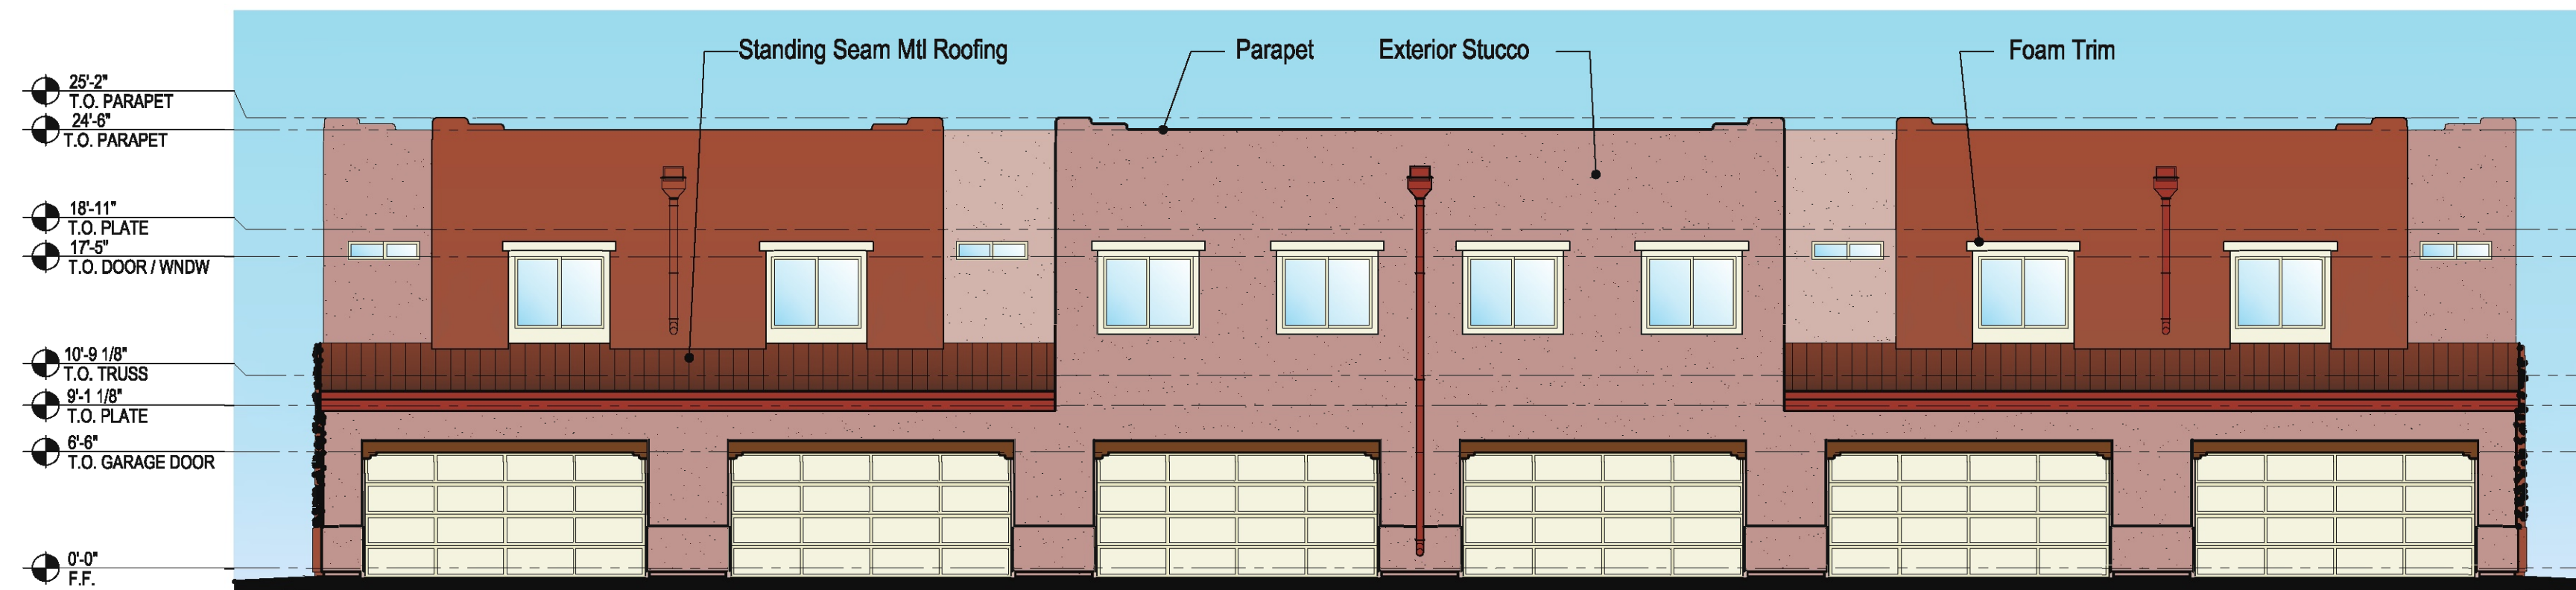 Standing Seam Mtl Roofing
Parapet
Exterior Stucco
Foam Trim
25'-2"
T.O. PARAPET
24'-6"
T.O. PARAPET
18'-11"
T.O. PLATE
17'-5"
T.O. DOOR / WNDW
10'-9 1/8"
T.O. TRUSS
9'-1 1/8"
T.O. PLATE
6'-6"
T.O. GARAGE DOOR
0'-0"
F.F.